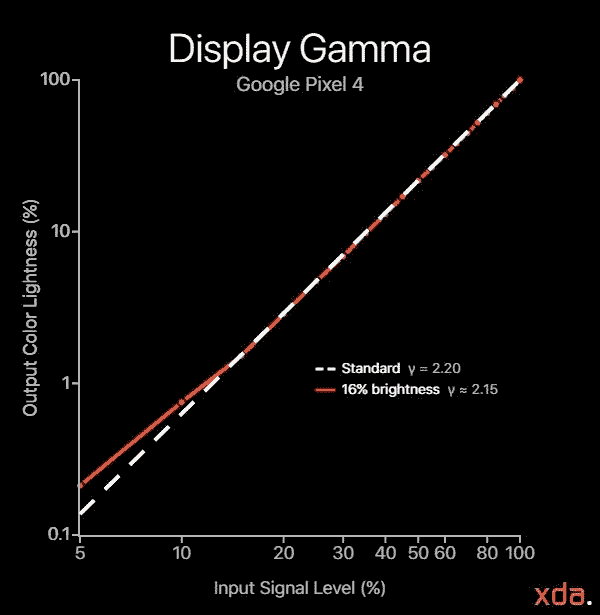 Display Gamma
Google Pixel 4
100
10
1
0.1
Output Color Lightness (%)
Standard γ = 2.20
16% brightness γ ≈ 2.15
5 10 20 30 40 50 60 80 100
Input Signal Level (%)
xda.